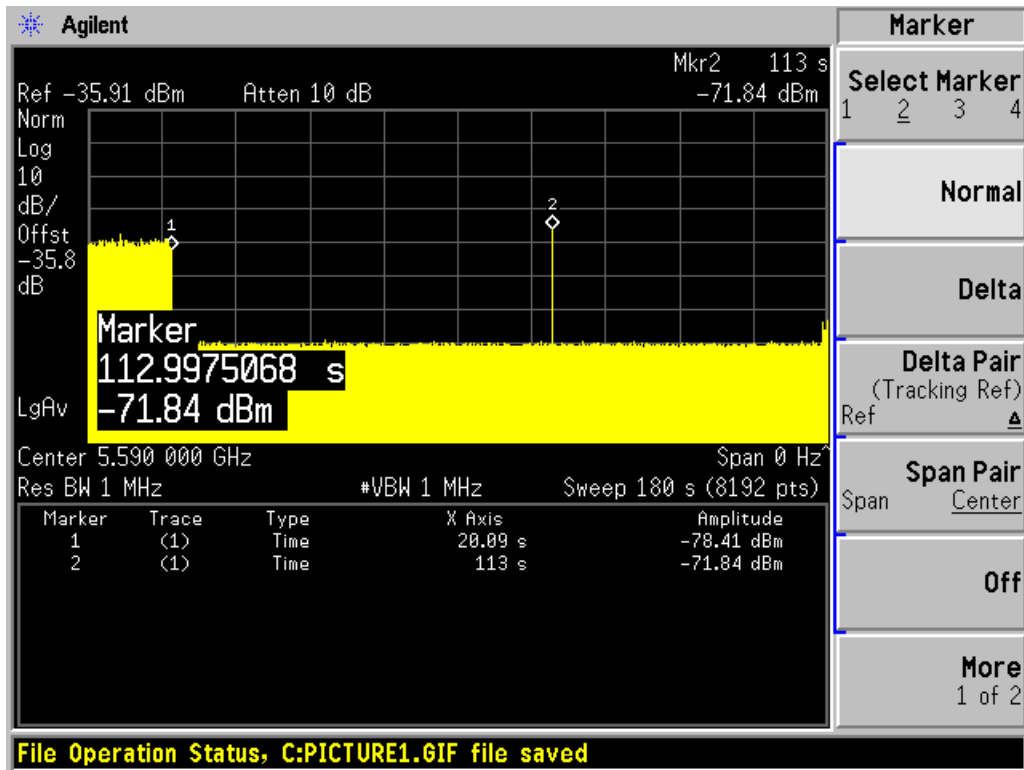 Agilent
Marker
Mkr2 113 s
Ref -35.91 dBm Atten 10 dB -71.84 dBm
Norm
Log
10
dB/
Offst
-35.8
dB
LgAv
1
2
Marker
112.9975068 s
-71.84 dBm
Center 5.590 000 GHz Span 0 Hz^
Res BW 1 MHz #VBW 1 MHz Sweep 180 s (8192 pts)
Marker Trace Type X Axis Amplitude
1 (1) Time 20.09 s -78.41 dBm
2 (1) Time 113 s -71.84 dBm
Select Marker
1 2 3 4
Normal
Delta
Delta Pair
(Tracking Ref)
Ref Δ
Span Pair
Span Center
Off
More
1 of 2
File Operation Status, C:PICTURE1.GIF file saved